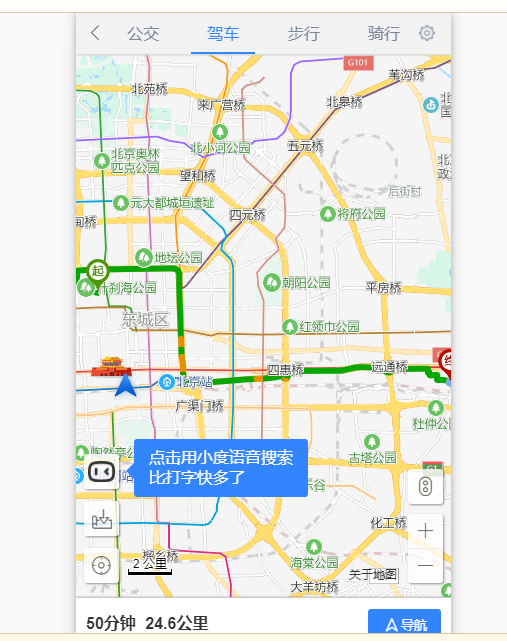 公交 驾车 步行 骑行
G101
苇沟桥
北苑桥
来广营桥
北皋桥
北京奥林
匹克公园
北小河公园
五元桥
望和桥
后街村
元大都城垣遗址
四元桥
将府公园
地坛公园
起
什刹海公园
朝阳公园
平房桥
东城区
红领巾公园
四惠桥
远通桥
终
北京站
广渠门桥
杜仲公园
点击用小度语音搜索
比打字快多了
古塔公园
化工桥
2 公里
海棠公园
大羊坊桥
关于地图
50分钟 24.6公里
导航